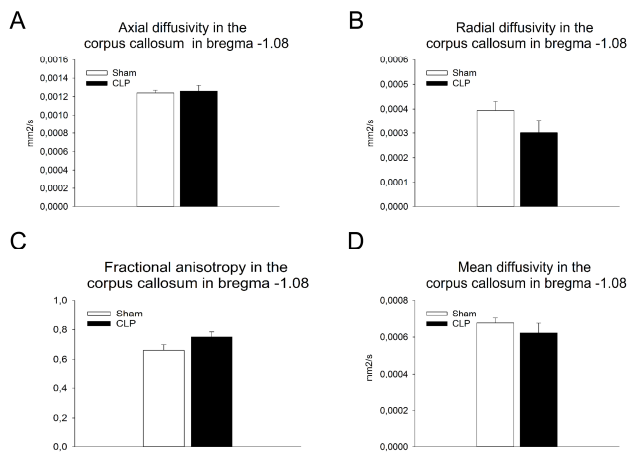 A
Axial diffusivity in the
corpus callosum in bregma -1.08
0,0016
0,0014
0,0012
0,0010
0,0008
0,0006
0,0004
0,0002
0,0000
mm2/s
Sham
CLP
B
Radial diffusivity in the
corpus callosum in bregma -1.08
0,0006
0,0005
0,0004
0,0003
0,0002
0,0001
0,0000
mm2/s
Sham
CLP
C
Fractional anisotropy in the
corpus callosum in bregma -1.08
1,0
0,8
0,6
0,4
0,2
0,0
Sham
CLP
D
Mean diffusivity in the
corpus callosum in bregma -1.08
0,0008
0,0006
0,0004
0,0002
0,0000
mm2/s
Sham
CLP